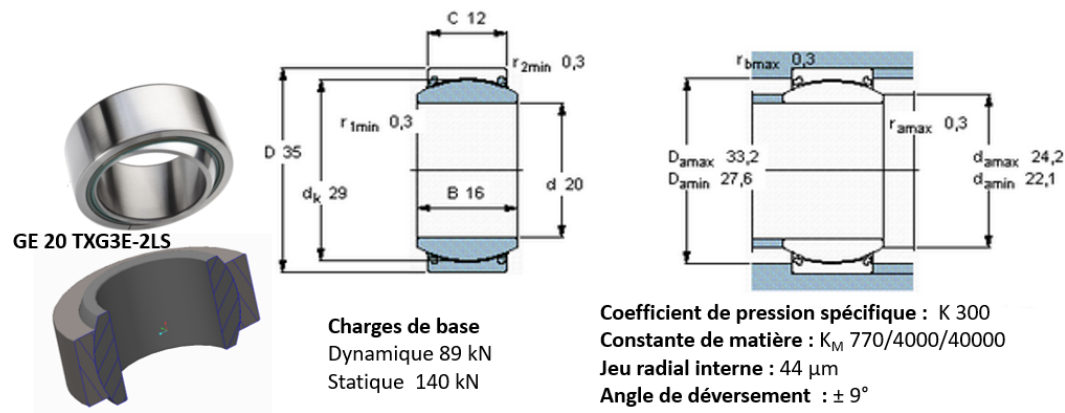 C 12
r2min 0,3
r1min 0,3
D 35
dk 29
B 16
d 20
GE 20 TXG3E-2LS
rbmax 0,3
ramax 0,3
Damax 33,2
Damin 27,6
damax 24,2
damin 22,1
Charges de base
Dynamique 89 kN
Statique 140 kN
Coefficient de pression spécifique : K 300
Constante de matière : KM 770/4000/40000
Jeu radial interne : 44 µm
Angle de déversement : ± 9°